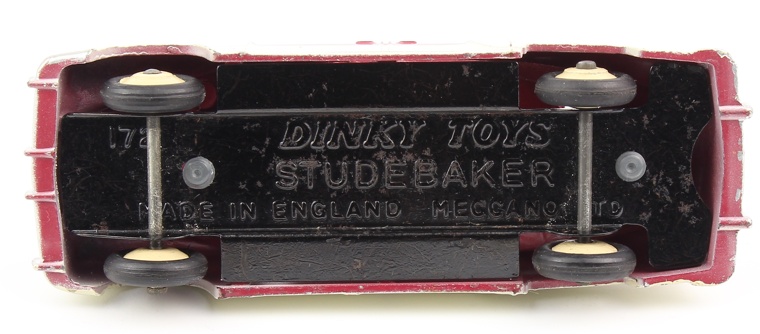 172 DINKY TOYS
STUDEBAKER
MADE IN ENGLAND MECCANO LTD